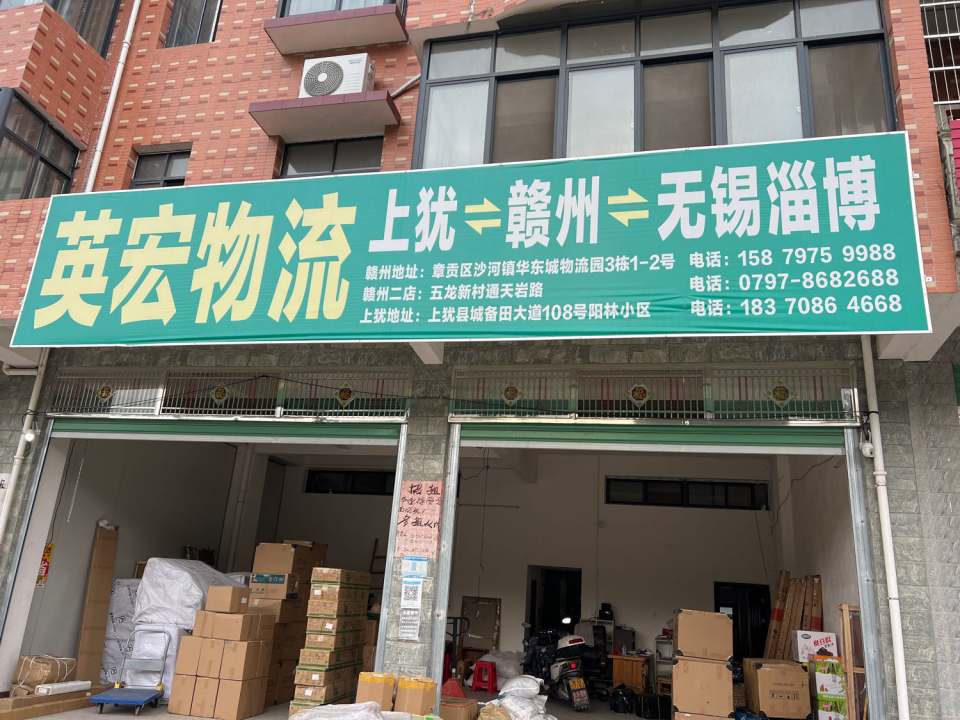 英宏物流
上犹⇌赣州⇌无锡淄博
赣州地址：章贡区沙河镇华东城物流园3栋1-2号 电话：158 7975 9988
赣州二店：五龙新村通天岩路 电话：0797-8682688
上犹地址：上犹县城备田大道108号阳林小区 电话：183 7086 4668
招租